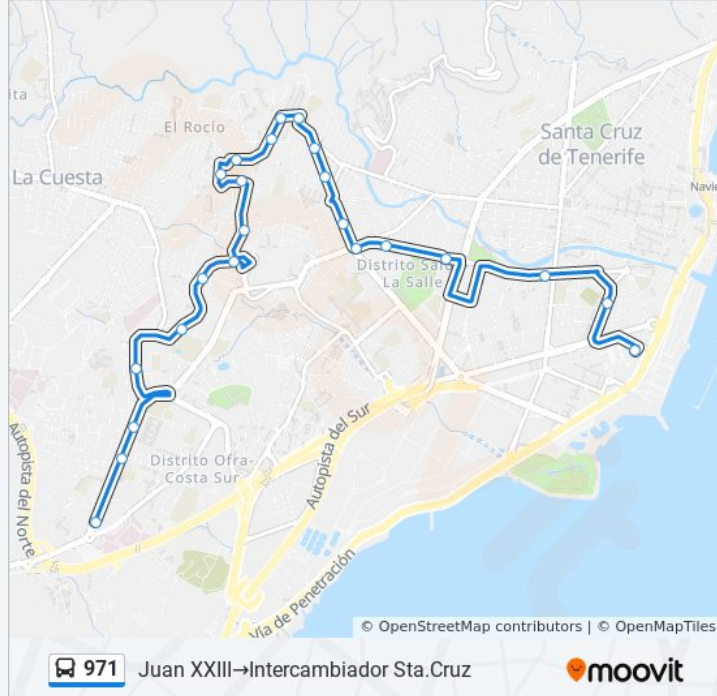 ita
El Rocío
La Cuesta
Santa Cruz
de Tenerife
Navie
Distrito Salu
La Salle
Autopista del Sur
Distrito Ofra-
Costa Sur
Autopista del Norte
Vía de Penetración
© OpenStreetMap contributors | © OpenMapTiles
971
Juan XXIII→Intercambiador Sta.Cruz
moovit